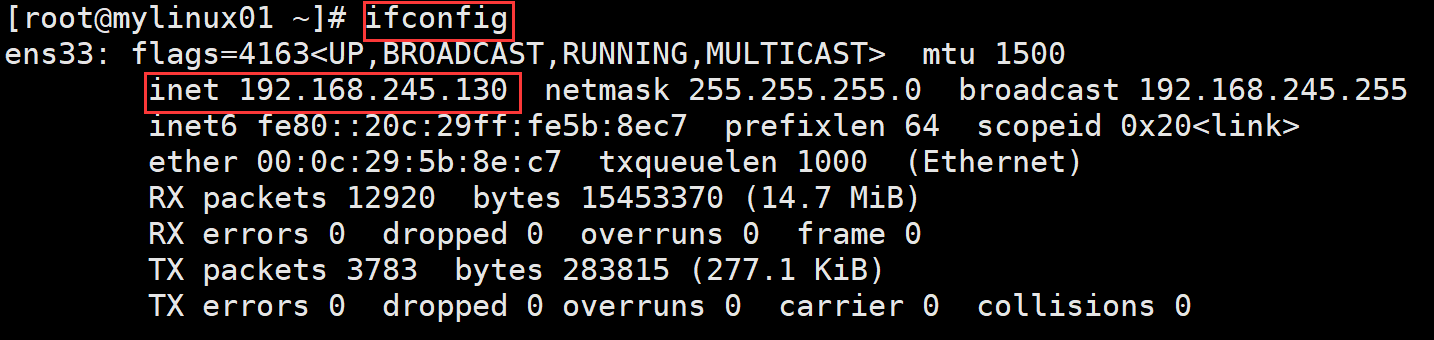 [root@mylinux01 ~]# ifconfig
ens33: flags=4163<UP,BROADCAST,RUNNING,MULTICAST>  mtu 1500
        inet 192.168.245.130  netmask 255.255.255.0  broadcast 192.168.245.255
        inet6 fe80::20c:29ff:fe5b:8ec7  prefixlen 64  scopeid 0x20<link>
        ether 00:0c:29:5b:8e:c7  txqueuelen 1000  (Ethernet)
        RX packets 12920  bytes 15453370 (14.7 MiB)
        RX errors 0  dropped 0  overruns 0  frame 0
        TX packets 3783  bytes 283815 (277.1 KiB)
        TX errors 0  dropped 0 overruns 0  carrier 0  collisions 0